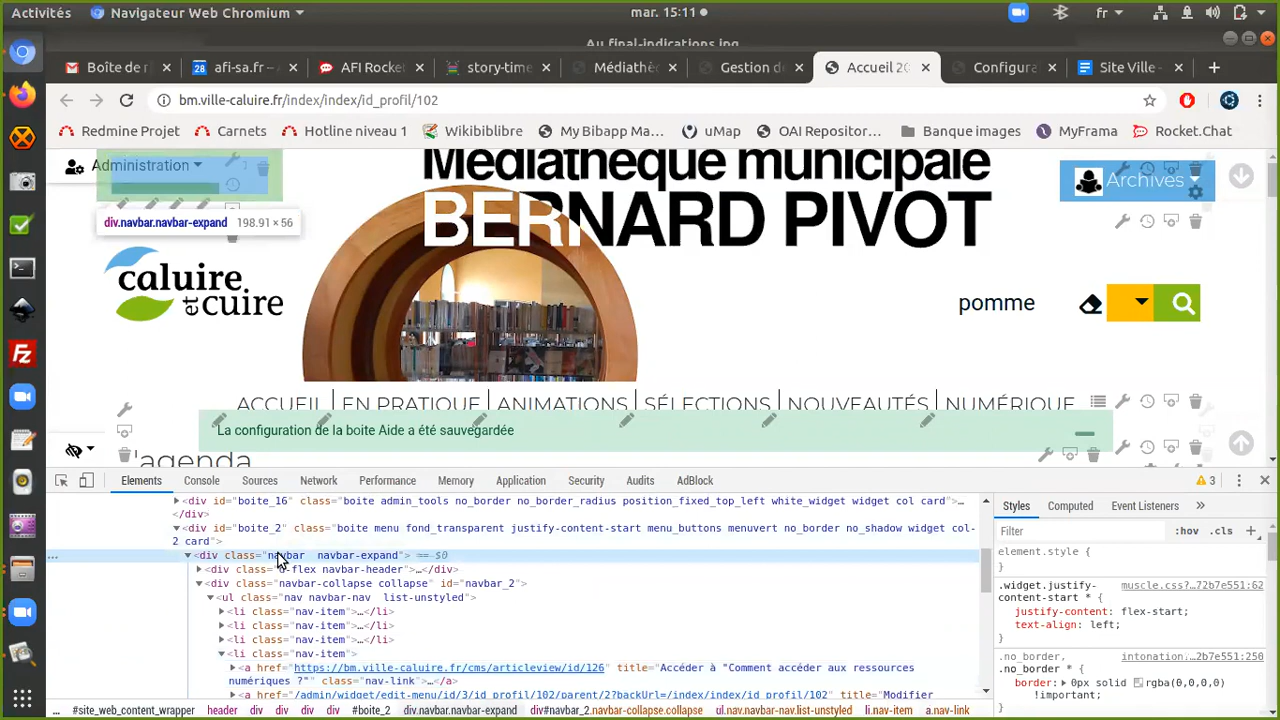 Activités Navigateur Web Chromium mar. 15:11 fr
Au final-indications.jpg
Boîte de r afi-sa.fr – AFI Rocket story-time Médiathè Gestion de Accueil 20 Configura Site Ville -
bm.ville-caluire.fr/index/index/id_profil/102
Redmine Projet Carnets Hotline niveau 1 Wikibiblibre My Bibapp Ma… uMap OAI Repositor… Banque images MyFrama Rocket.Chat »
Administration
Médiathèque municipale
Archives
BERNARD PIVOT
div.navbar.navbar-expand 198.91 × 56
caluire
et cuire
pomme
ACCUEIL EN PRATIQUE ANIMATIONS SÉLECTIONS NOUVEAUTÉS NUMÉRIQUE
La configuration de la boite Aide a été sauvegardée
l'agenda
Elements Console Sources Network Performance Memory Application Security Audits AdBlock 3
<div id="boite_16" class="boite admin_tools no_border no_border_radius position_fixed_top_left white_widget widget col card">…
</div>
<div id="boite_2" class="boite menu fond_transparent justify-content-start menu_buttons menuvert no_border no_shadow widget col-
2 card">
<div class="navbar navbar-expand"> == $0
<div class="d-flex navbar-header">…</div>
<div class="navbar-collapse collapse" id="navbar_2">
<ul class="nav navbar-nav list-unstyled">
<li class="nav-item">…</li>
<li class="nav-item">…</li>
<li class="nav-item">…</li>
<li class="nav-item">
<a href="https://bm.ville-caluire.fr/cms/articleview/id/126" title="Accéder à "Comment accéder aux ressources
numériques ?" class="nav-link">…</a>
<a href="/admin/widget/edit-menu/id/3/id_profil/102/parent/2?backUrl=/index/index/id_profil/102" title="Modifier
… #site_web_content_wrapper header div div div #boite_2 div.navbar.navbar-expand div#navbar_2.navbar-collapse.collapse ul.nav.navbar-nav.list-unstyled li.nav-item a.nav-link
Styles Computed Event Listeners »
Filter :hov .cls +
element.style {
}
.widget.justify-content-start * { muscle.css?…72b7e551:62
justify-content: flex-start;
text-align: left;
}
.no_border, .no_border * { intonation.…2b7e551:250
border: 0px solid rgba(0,0,0,0)
!important;
}